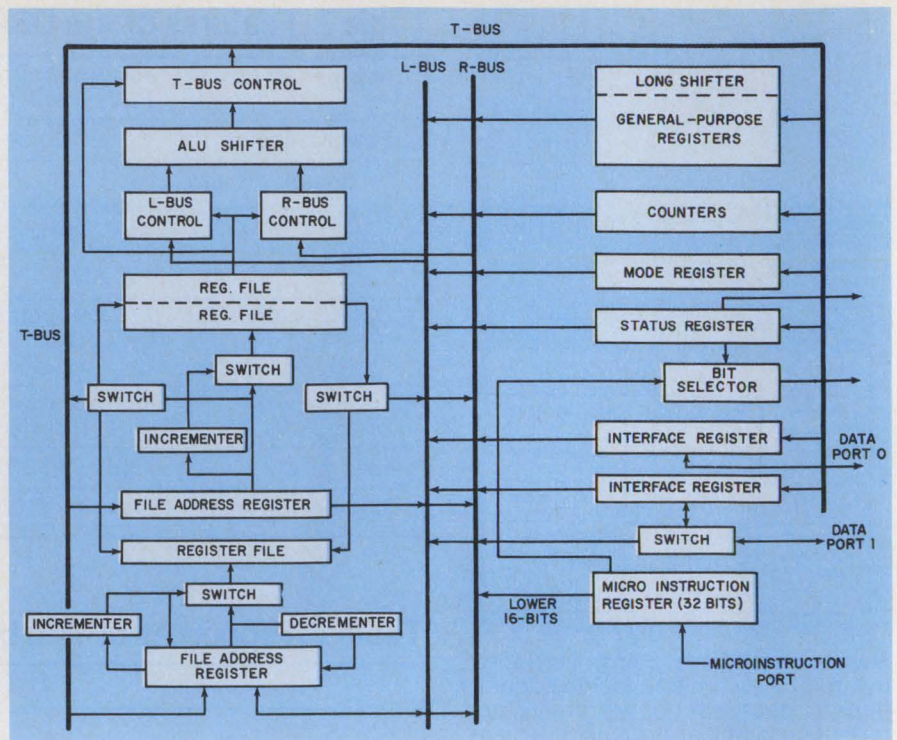 T-BUS
L-BUS R-BUS
T-BUS CONTROL
LONG SHIFTER
GENERAL-PURPOSE
REGISTERS
ALU SHIFTER
L-BUS
CONTROL
R-BUS
CONTROL
COUNTERS
REG. FILE
REG. FILE
MODE REGISTER
T-BUS
STATUS REGISTER
SWITCH
BIT
SELECTOR
SWITCH
SWITCH
INCREMENTER
INTERFACE REGISTER
DATA
PORT 0
FILE ADDRESS REGISTER
INTERFACE REGISTER
REGISTER FILE
SWITCH
DATA
PORT 1
SWITCH
MICRO INSTRUCTION
REGISTER (32 BITS)
LOWER
16-BITS
INCREMENTER
DECREMENTER
FILE ADDRESS
REGISTER
MICROINSTRUCTION
PORT